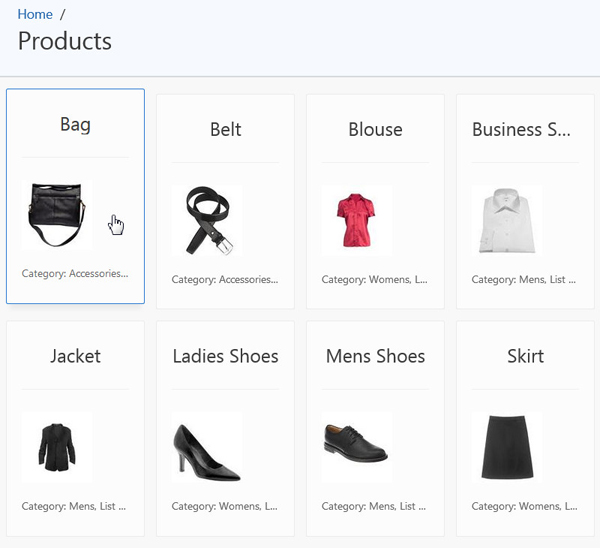 Home /
Products
Bag
Belt
Blouse
Business S...
Category: Accessories...
Category: Accessories...
Category: Womens, L...
Category: Mens, List ...
Jacket
Ladies Shoes
Mens Shoes
Skirt
Category: Mens, List ...
Category: Womens, L...
Category: Mens, List ...
Category: Womens, L...